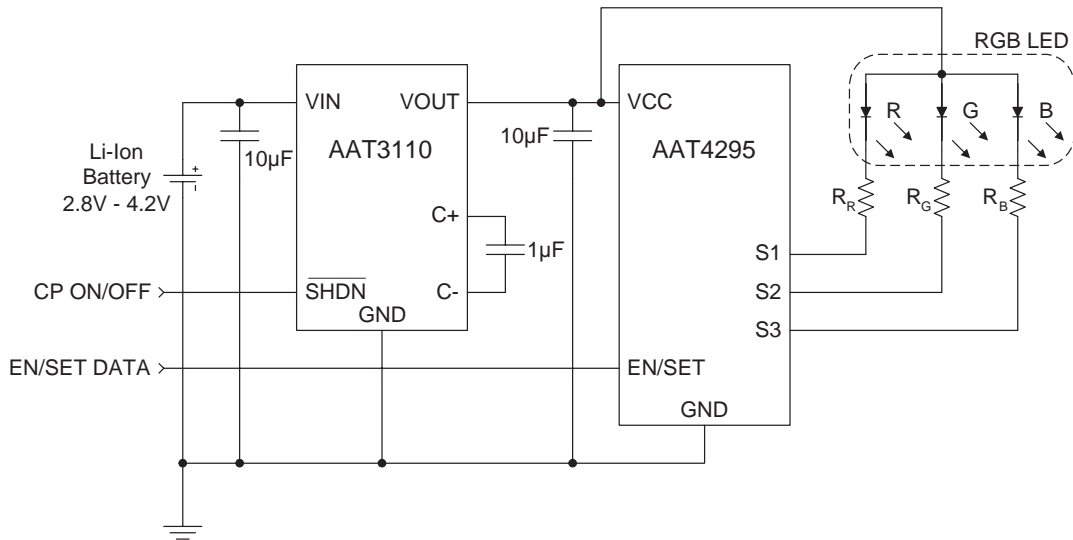 RGB LED
VIN
VOUT
VCC
R
G
B
10µF
AAT3110
10µF
AAT4295
Li-Ion
Battery
2.8V - 4.2V
+
-
RR
RG
RB
C+
1µF
C-
S1
S2
S3
CP ON/OFF
SHDN
GND
EN/SET DATA
EN/SET
GND